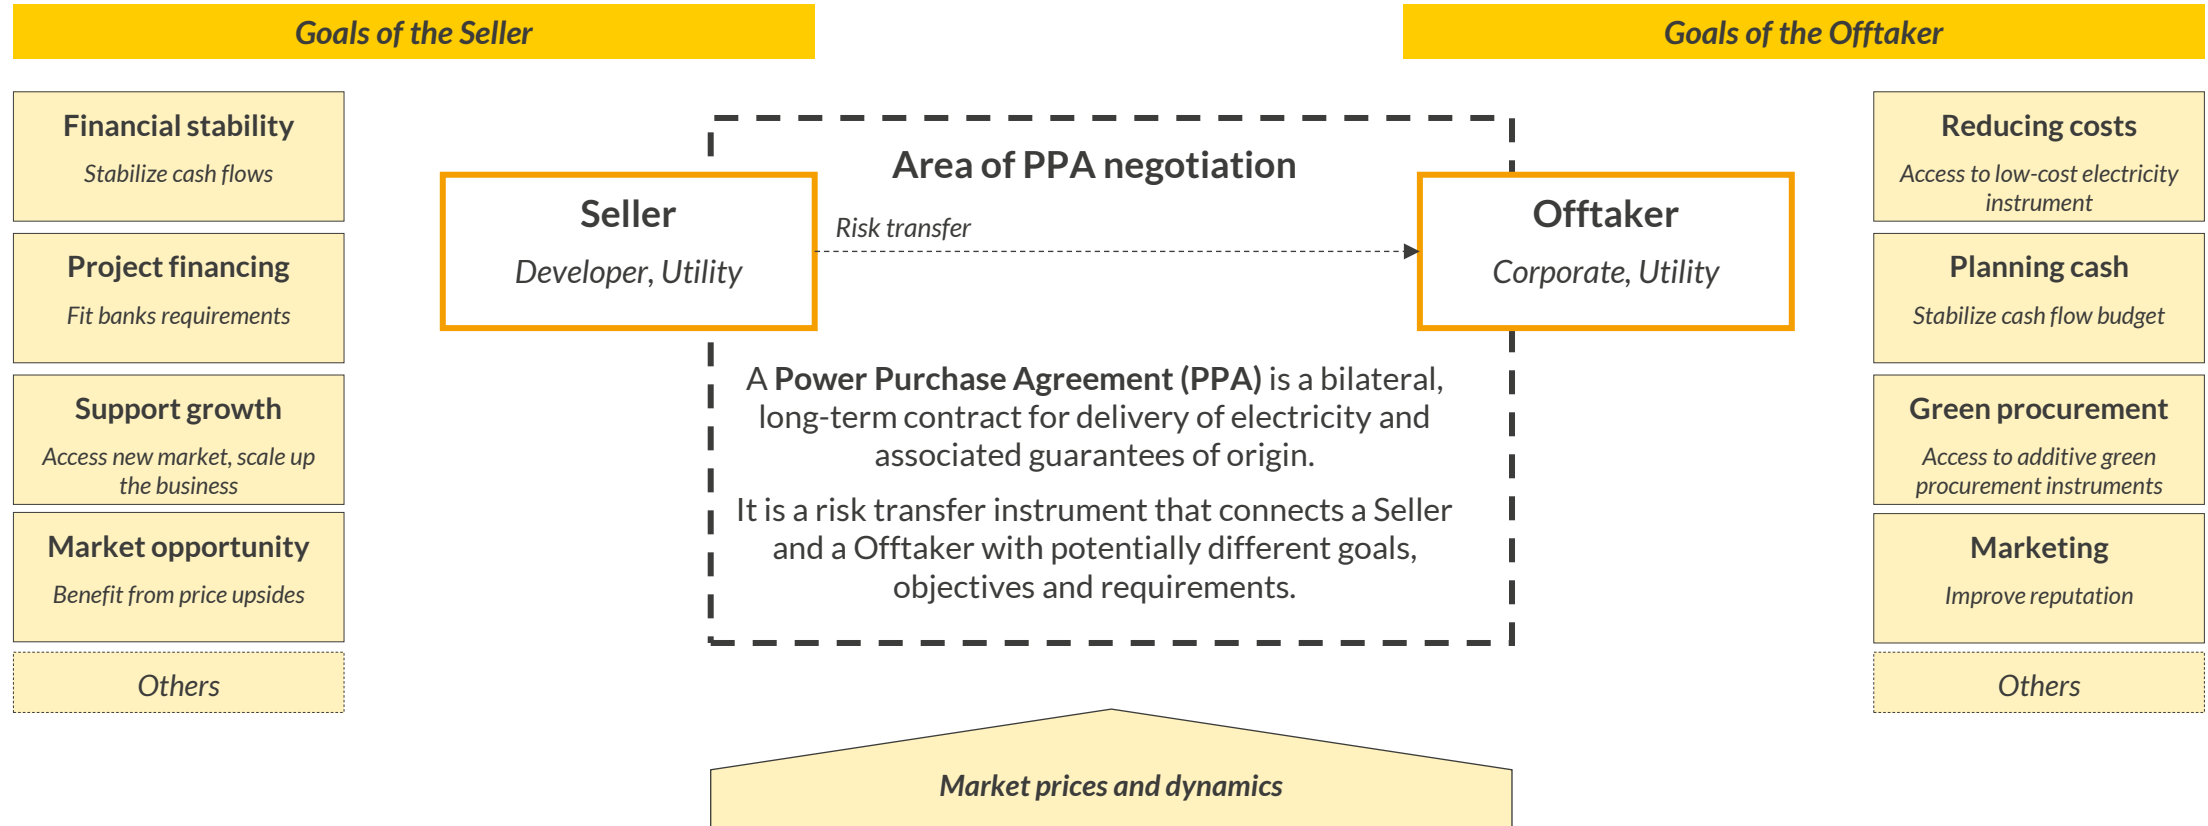 Goals of the Seller
Goals of the Offtaker
Financial stability
Stabilize cash flows
Project financing
Fit banks requirements
Support growth
Access new market, scale up
the business
Market opportunity
Benefit from price upsides
Others
Area of PPA negotiation
Seller
Developer, Utility
Risk transfer
Offtaker
Corporate, Utility
A Power Purchase Agreement (PPA) is a bilateral,
long-term contract for delivery of electricity and
associated guarantees of origin.
It is a risk transfer instrument that connects a Seller
and a Offtaker with potentially different goals,
objectives and requirements.
Market prices and dynamics
Reducing costs
Access to low-cost electricity
instrument
Planning cash
Stabilize cash flow budget
Green procurement
Access to additive green
procurement instruments
Marketing
Improve reputation
Others